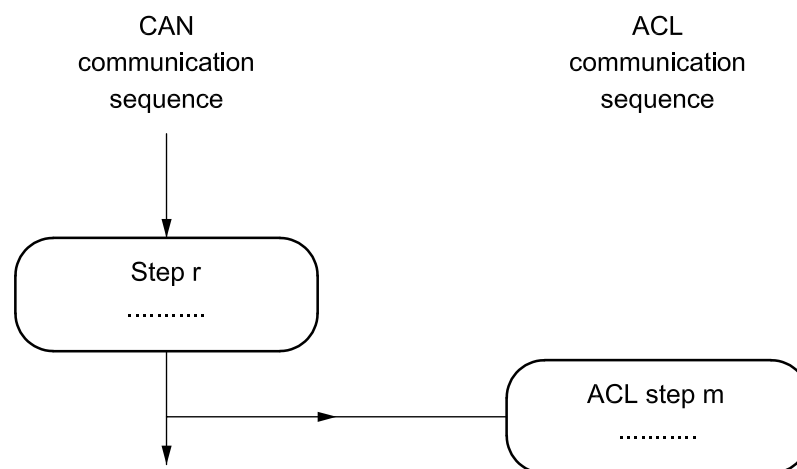 CAN
communication
sequence
ACL
communication
sequence
Step r
...........
ACL step m
...........